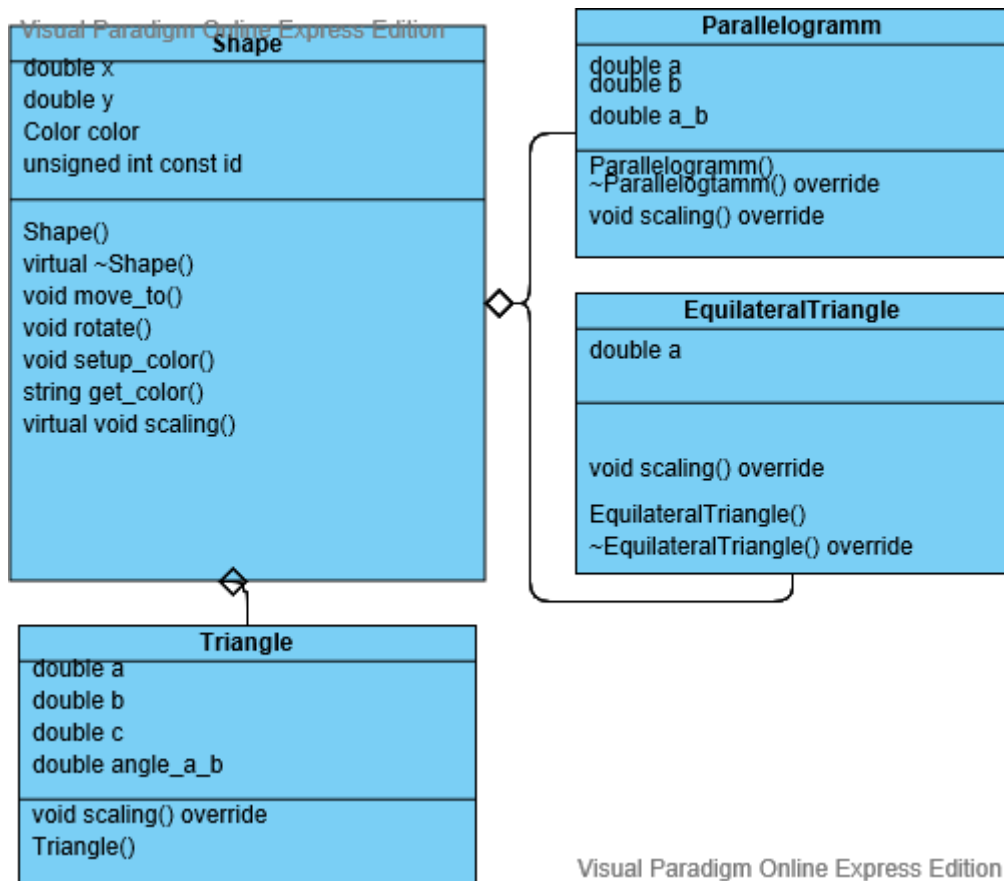 Visual Paradigm Online Express Edition
Shape
double x
double y
Color color
unsigned int const id
Shape()
virtual ~Shape()
void move_to()
void rotate()
void setup_color()
string get_color()
virtual void scaling()
Parallelogramm
double a
double b
double a_b
Parallelogramm()
~Parallelogtamm() override
void scaling() override
EquilateralTriangle
double a
void scaling() override
EquilateralTriangle()
~EquilateralTriangle() override
Triangle
double a
double b
double c
double angle_a_b
void scaling() override
Triangle()
Visual Paradigm Online Express Edition